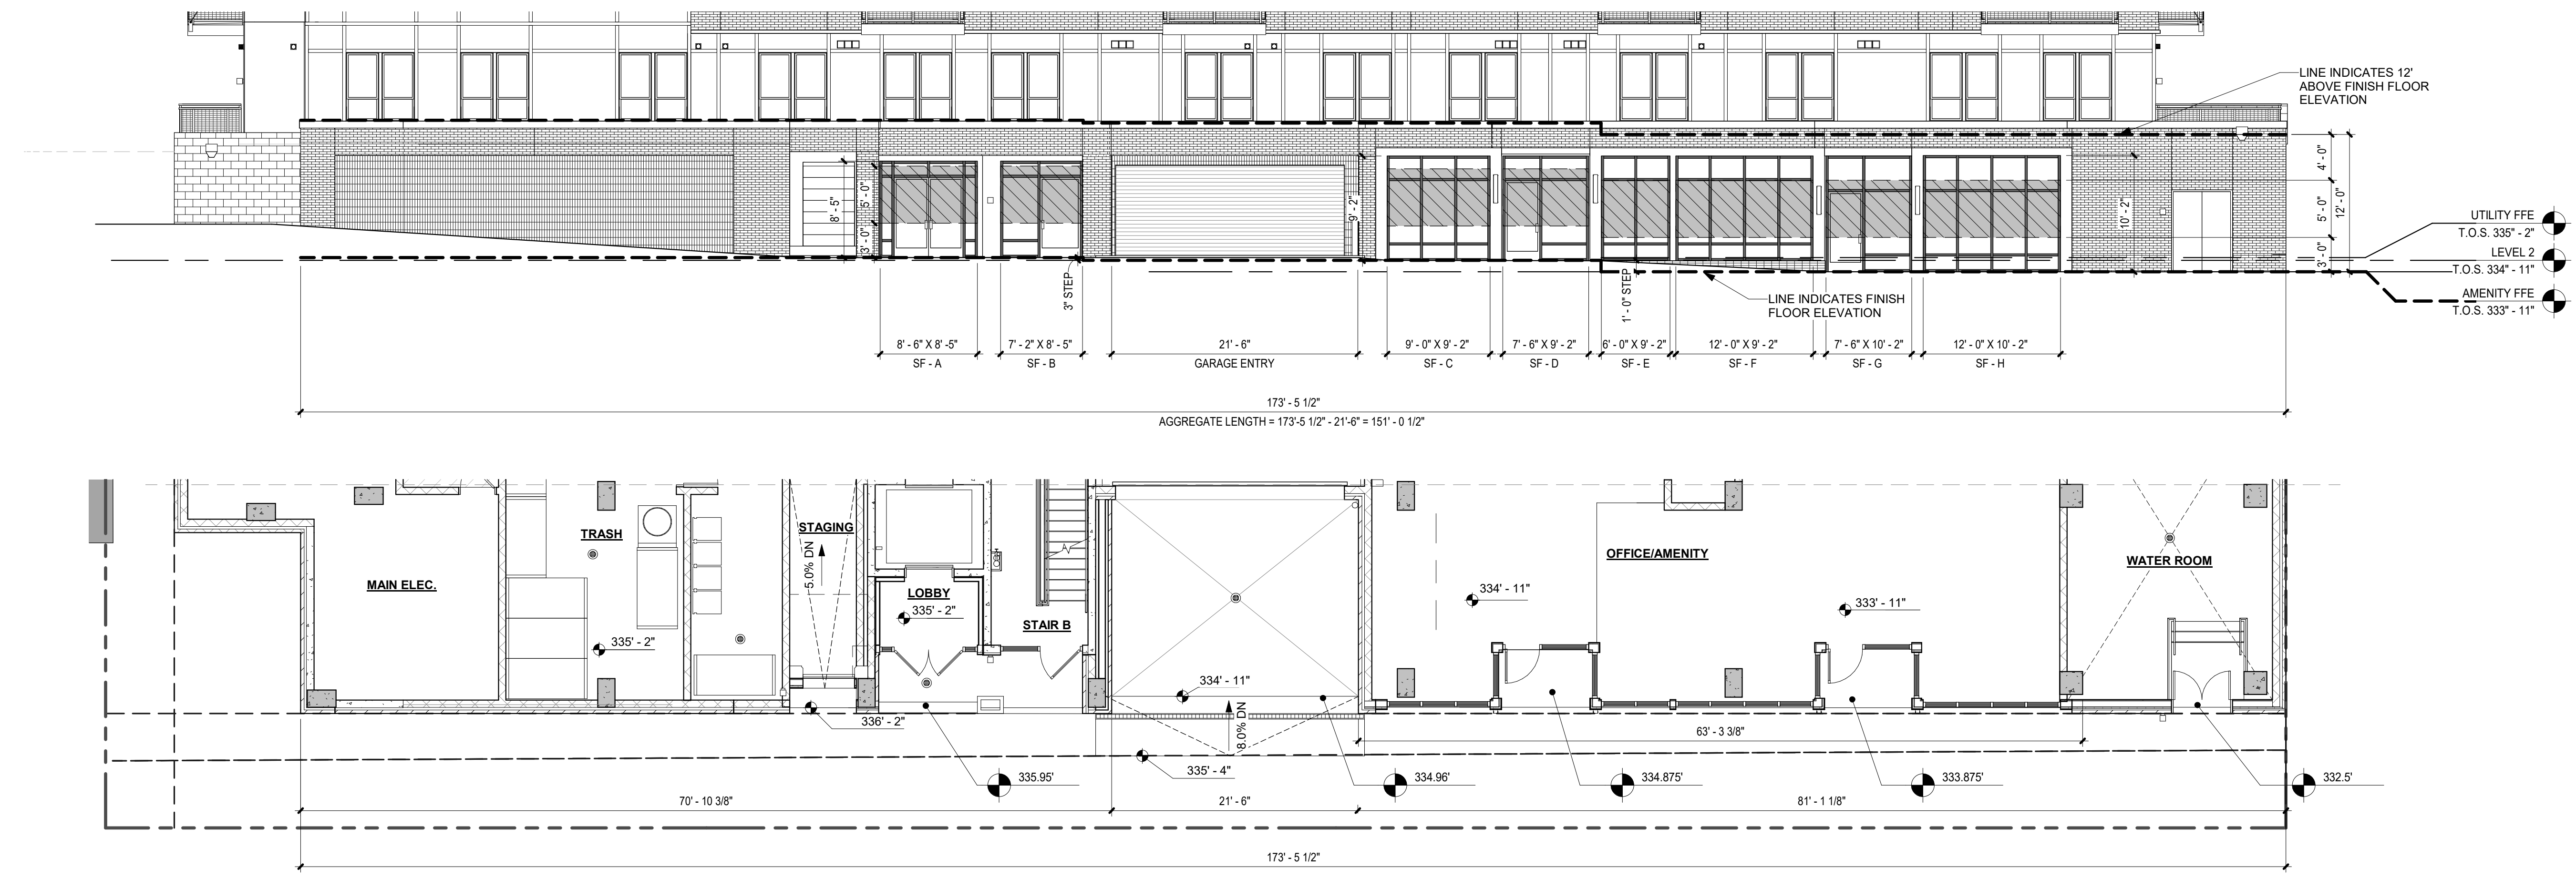 LINE INDICATES 12'
ABOVE FINISH FLOOR
ELEVATION
8' - 5"
5' - 0"
3' - 0"
9' - 2"
10' - 2"
4' - 0"
5' - 0"
3' - 0"
12' - 0"
UTILITY FFE
T.O.S. 335" - 2"
LEVEL 2
T.O.S. 334" - 11"
AMENITY FFE
T.O.S. 333" - 11"
3" STEP
1' - 0" STEP
LINE INDICATES FINISH
FLOOR ELEVATION
8' - 6" X 8' -5"
SF - A
7' - 2" X 8' - 5"
SF - B
21' - 6"
GARAGE ENTRY
9' - 0" X 9' - 2"
SF - C
7' - 6" X 9' - 2"
SF - D
6' - 0" X 9' - 2"
SF - E
12' - 0" X 9' - 2"
SF - F
7' - 6" X 10' - 2"
SF - G
12' - 0" X 10' - 2"
SF - H
173' - 5 1/2"
AGGREGATE LENGTH = 173'-5 1/2" - 21'-6" = 151' - 0 1/2"
MAIN ELEC.
TRASH
335' - 2"
STAGING
5.0% DN
LOBBY
335' - 2"
STAIR B
OFFICE/AMENITY
334' - 11"
333' - 11"
WATER ROOM
334' - 11"
8.0% DN
336' - 2"
63' - 3 3/8"
335' - 4"
335.95'
334.96'
334.875'
333.875'
332.5'
70' - 10 3/8"
21' - 6"
81' - 1 1/8"
173' - 5 1/2"